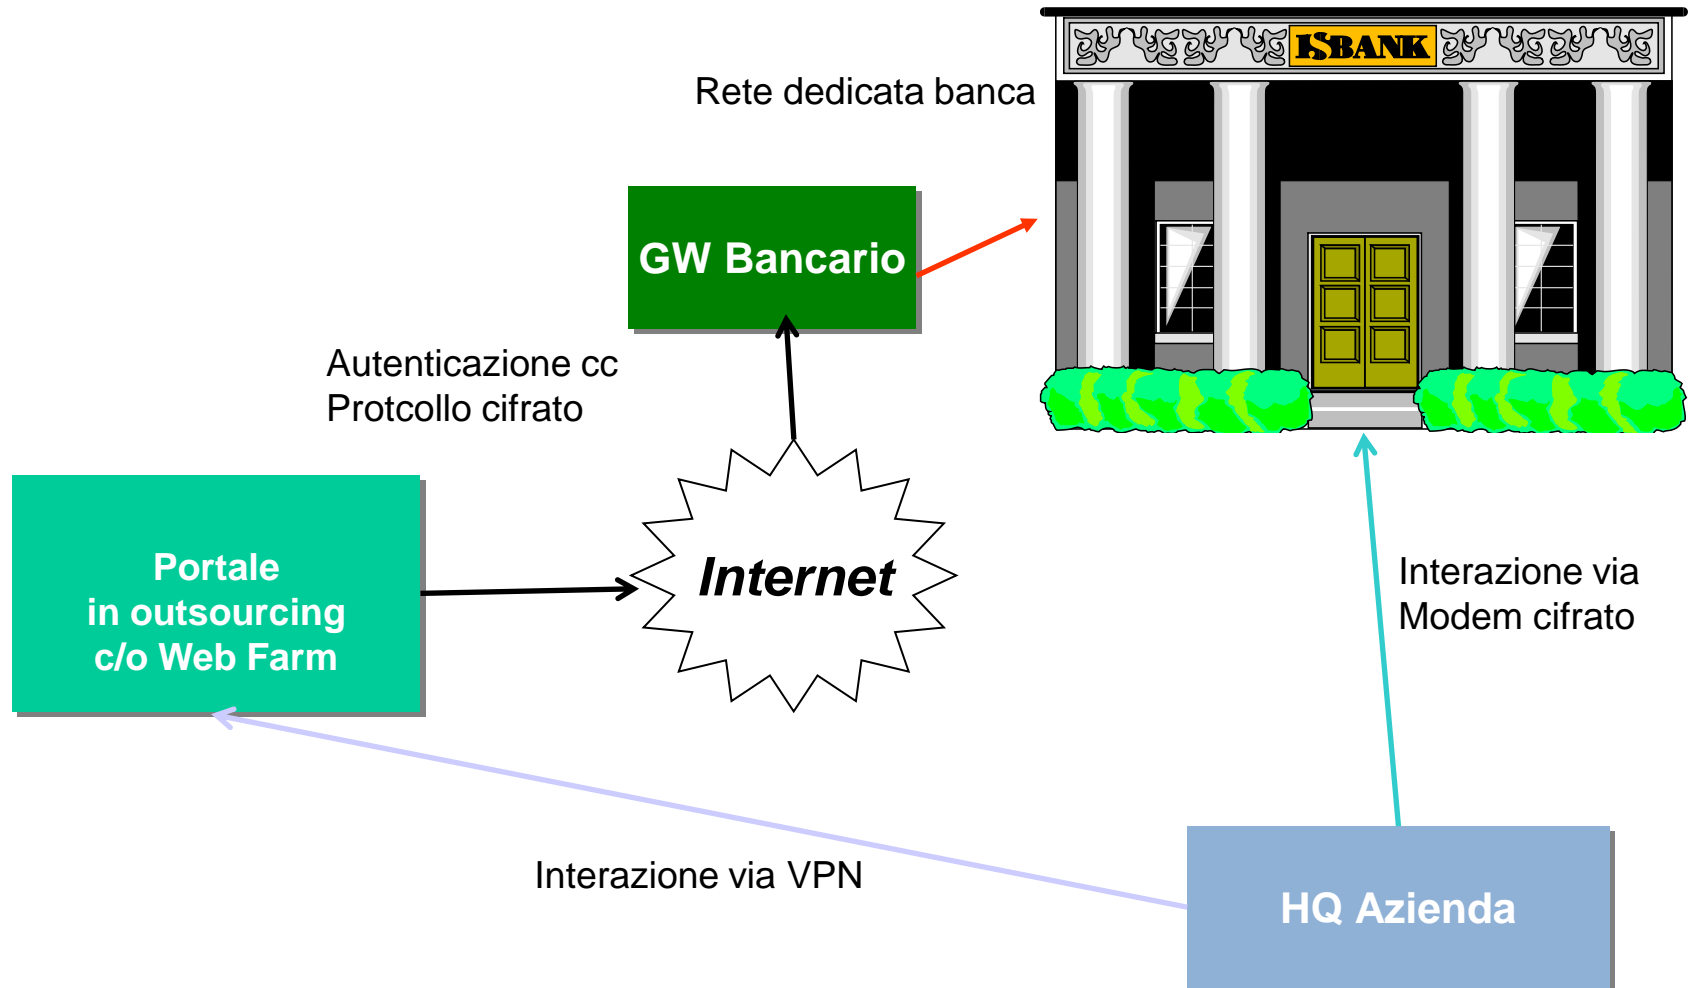 ISBANK
Rete dedicata banca
GW Bancario
Autenticazione cc
Protcollo cifrato
Portale
in outsourcing
c/o Web Farm
Internet
Interazione via
Modem cifrato
Interazione via VPN
HQ Azienda